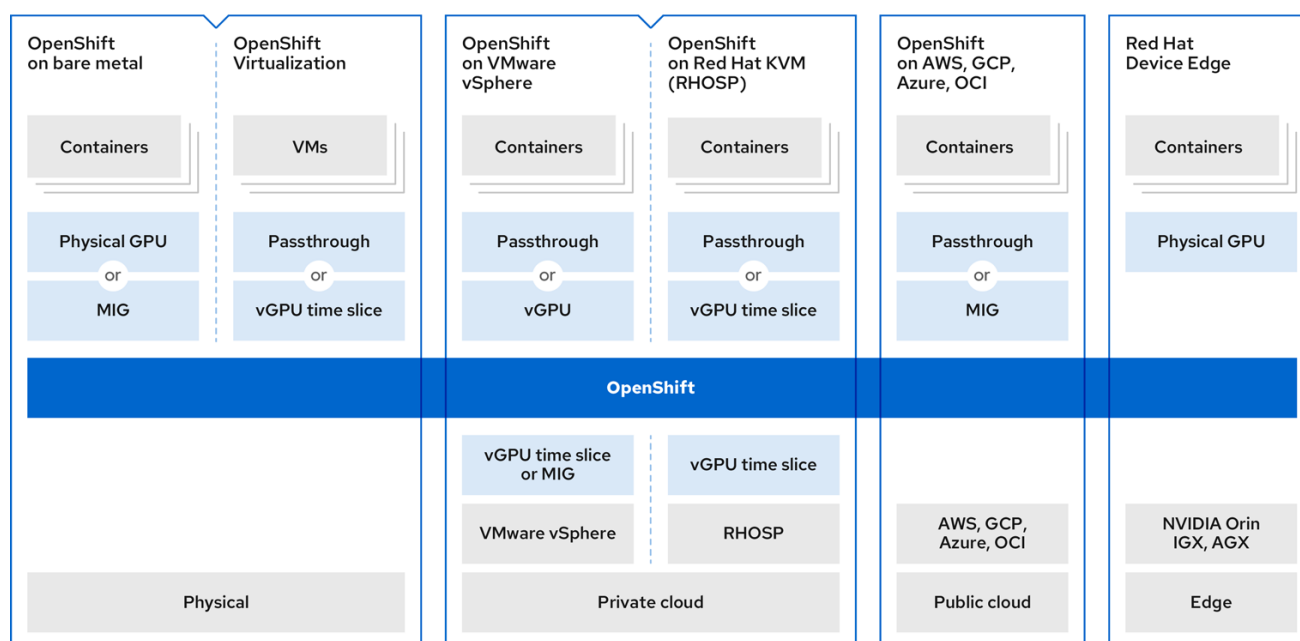 OpenShift
on bare metal
OpenShift
Virtualization
OpenShift
on VMware
vSphere
OpenShift
on Red Hat KVM
(RHOSP)
OpenShift
on AWS, GCP,
Azure, OCI
Red Hat
Device Edge
Containers
VMs
Containers
Containers
Containers
Containers
Physical GPU
Passthrough
Passthrough
Passthrough
Passthrough
Physical GPU
or
or
or
or
or
MIG
vGPU time slice
vGPU
vGPU time slice
MIG
OpenShift
vGPU time slice
or MIG
vGPU time slice
VMware vSphere
RHOSP
AWS, GCP,
Azure, OCI
NVIDIA Orin
IGX, AGX
Physical
Private cloud
Public cloud
Edge